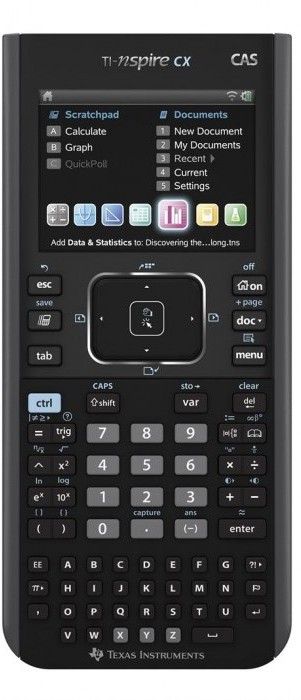 TI-nspire CX CAS
Scratchpad
A Calculate
B Graph
C QuickPoll
Documents
1 New Document
2 My Documents
3 Recent
4 Current
5 Settings
Add Data & Statistics to: Discovering the...long.tns
off
esc
on
save
+ page
doc
tab
menu
CAPS
sto→
clear
ctrl
shift
var
del
= trig 7 8 9
^ x² 4 5 6 × ÷
ln log
eˣ 10ˣ 1 2 3 + −
[ ] { } capture ans ≈
( ) 0 . (−) enter
EE A B C D E F G ?!
π H I J K L M N
, O P Q R S T U
V W X Y Z
TEXAS INSTRUMENTS